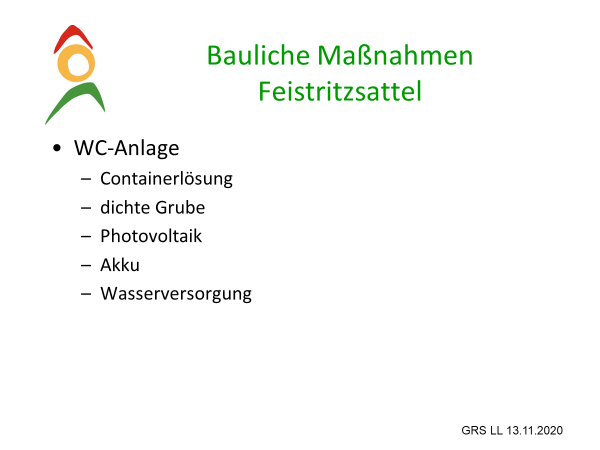 Bauliche Maßnahmen
Feistritzsattel
• WC-Anlage
– Containerlösung
– dichte Grube
– Photovoltaik
– Akku
– Wasserversorgung
GRS LL 13.11.2020